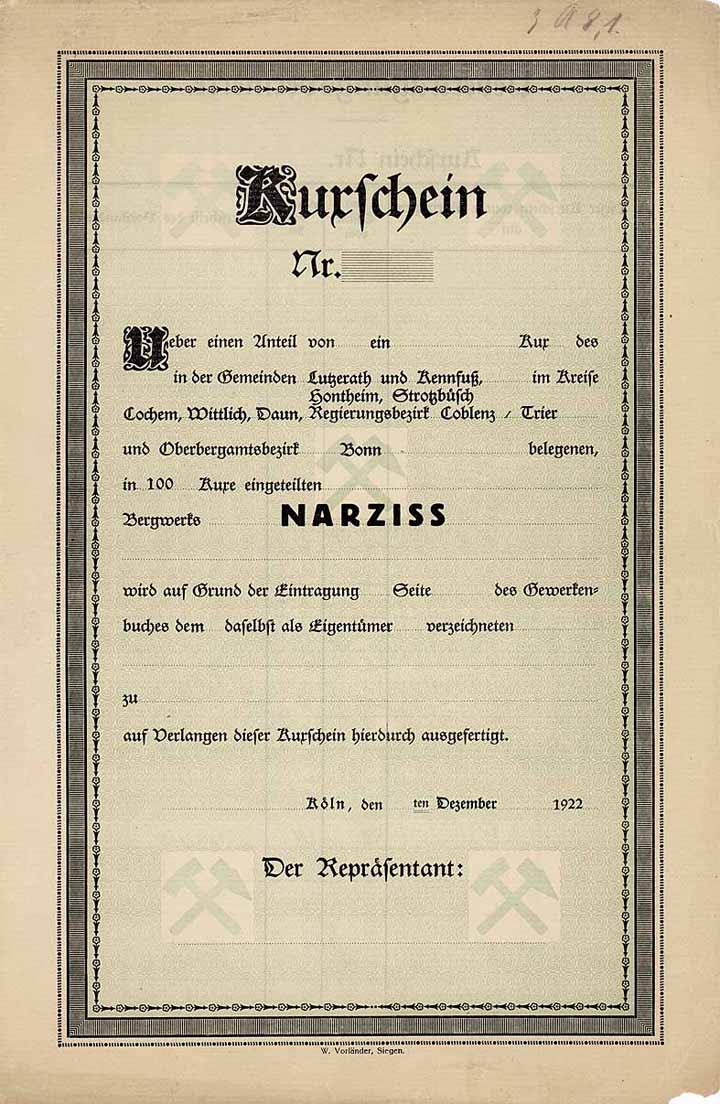 Kuxschein
Nr.
Ueber einen Anteil von ein Kux des
in der Gemeinden Lutzerath und Kennfuß, im Kreise
Hontheim, Strotzbüsch
Cochem, Wittlich, Daun, Regierungsbezirk Coblenz / Trier
und Oberbergamtsbezirk Bonn belegenen,
in 100 Kuxe eingeteilten
Bergwerks NARZISS
wird auf Grund der Eintragung Seite des Gewerken-
buches dem daselbst als Eigentümer verzeichneten
zu
auf Verlangen dieser Kuxschein hierdurch ausgefertigt.
Köln, den ten Dezember 1922
Der Repräsentant:
W. Vorländer, Siegen.